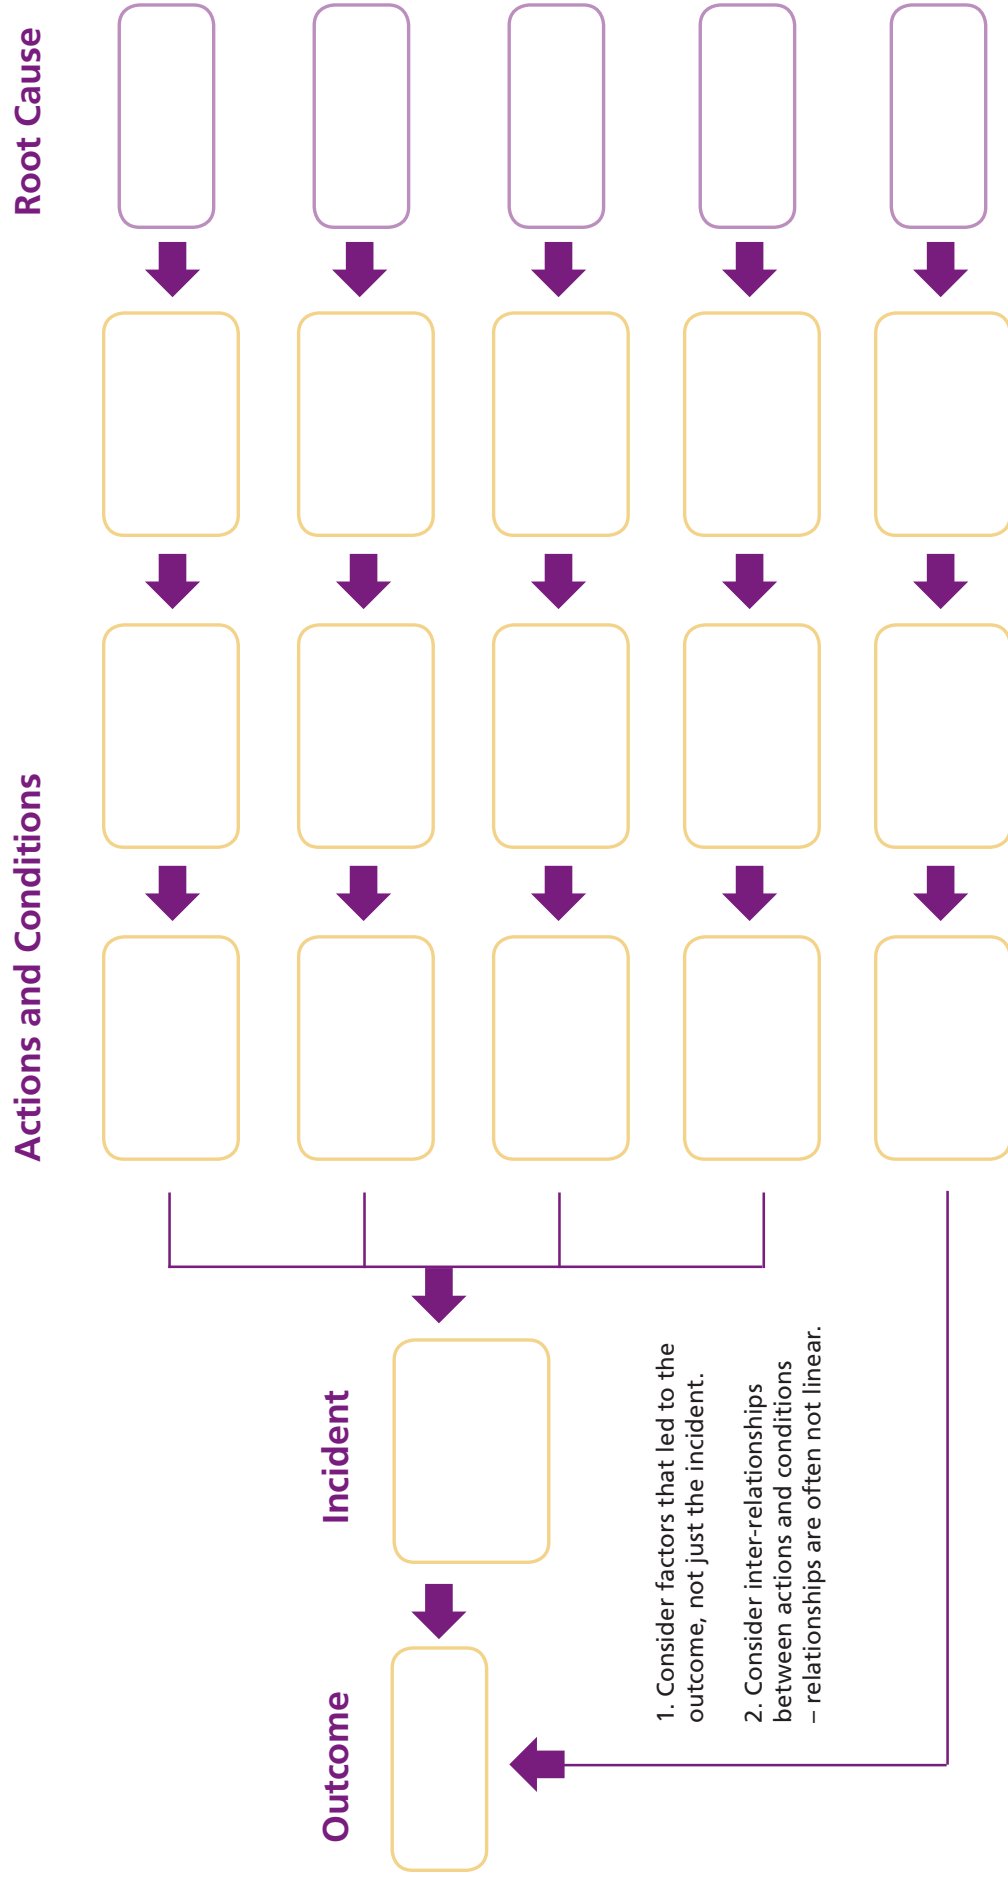 Outcome
Incident
Actions and Conditions
Root Cause
1. Consider factors that led to the
outcome, not just the incident.
2. Consider inter-relationships
between actions and conditions
– relationships are often not linear.